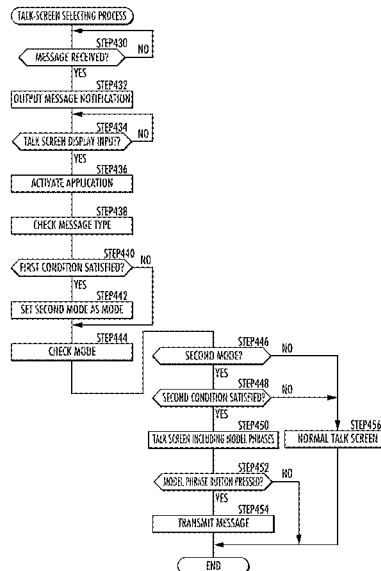 TALK-SCREEN SELECTING PROCESS
STEP430
MESSAGE RECEIVED?
NO
YES
STEP432
OUTPUT MESSAGE NOTIFICATION
STEP434
TALK SCREEN DISPLAY INPUT?
NO
YES
STEP436
ACTIVATE APPLICATION
STEP438
CHECK MESSAGE TYPE
STEP440
FIRST CONDITION SATISFIED?
NO
YES
STEP442
SET SECOND MODE AS MODE
STEP444
CHECK MODE
STEP446
SECOND MODE?
NO
YES
STEP448
SECOND CONDITION SATISFIED?
NO
YES
STEP450
TALK SCREEN INCLUDING MODEL PHRASES
STEP456
NORMAL TALK SCREEN
STEP452
MODEL PHRASE BUTTON PRESSED?
NO
YES
STEP454
TRANSMIT MESSAGE
END